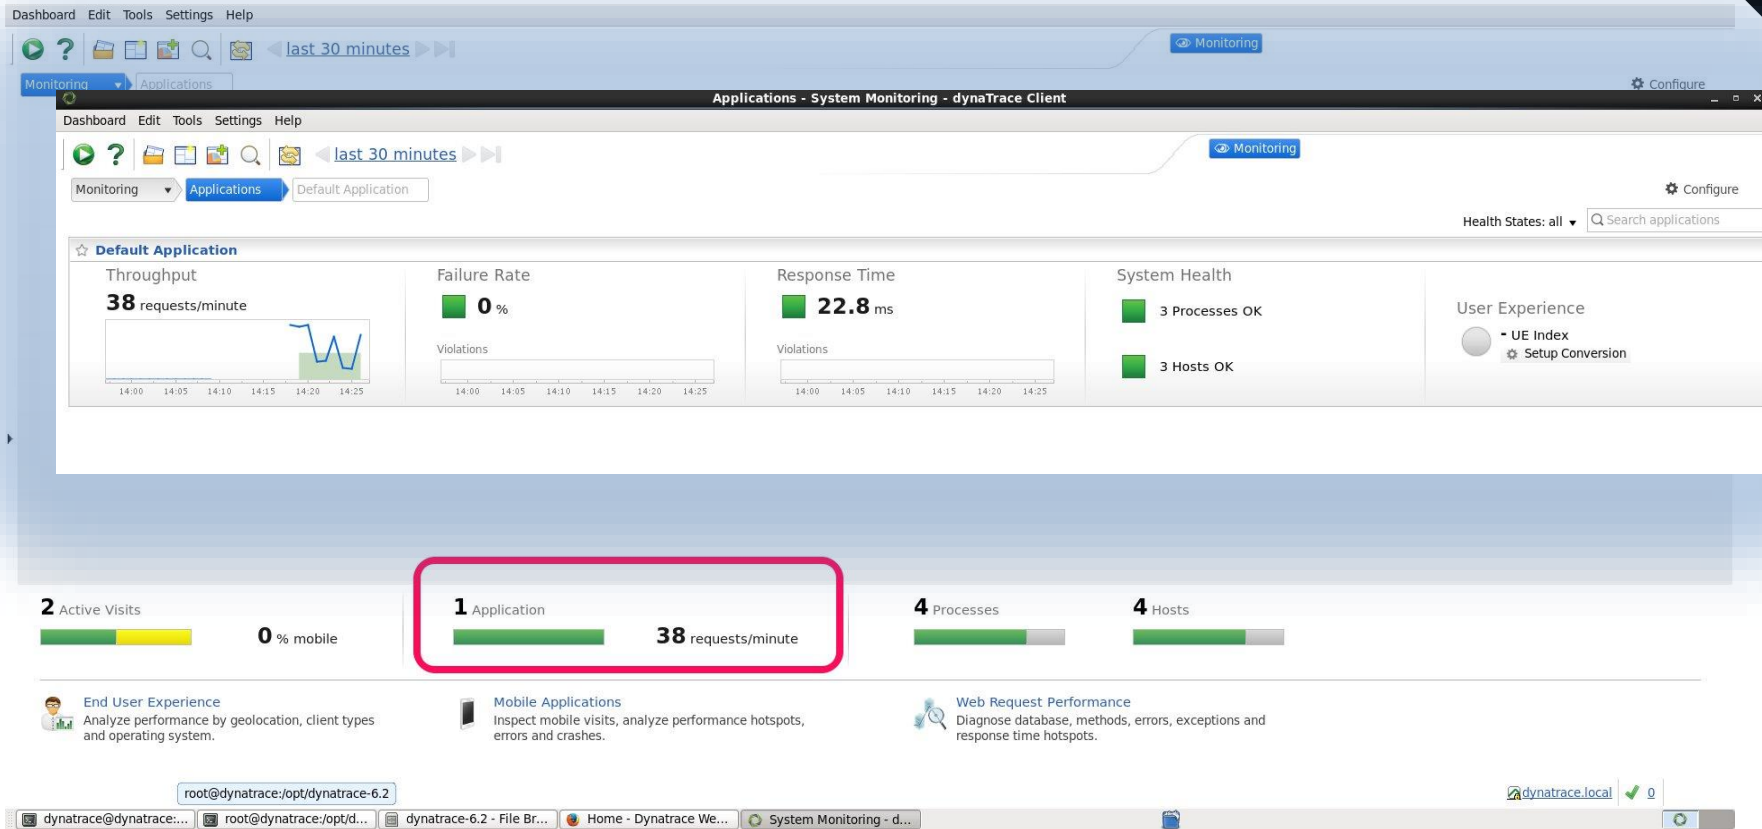 Dashboard Edit Tools Settings Help
? last 30 minutes Monitoring
Monitoring Applications Configure
Applications - System Monitoring - dynaTrace Client
Dashboard Edit Tools Settings Help
? last 30 minutes Monitoring
Monitoring Applications Default Application Configure
Health States: all Search applications
Default Application
Throughput Failure Rate Response Time System Health
38 requests/minute 0 % 22.8 ms 3 Processes OK User Experience
- UE Index
Violations Violations Setup Conversion
3 Hosts OK
14:00 14:05 14:10 14:15 14:20 14:25 14:00 14:05 14:10 14:15 14:20 14:25 14:00 14:05 14:10 14:15 14:20 14:25
2 Active Visits 1 Application 4 Processes 4 Hosts
0 % mobile 38 requests/minute
End User Experience Mobile Applications Web Request Performance
Analyze performance by geolocation, client types Inspect mobile visits, analyze performance hotspots, Diagnose database, methods, errors, exceptions and
and operating system. errors and crashes. response time hotspots.
root@dynatrace:/opt/dynatrace-6.2 dynatrace.local 0
dynatrace@dynatrace:... root@dynatrace:/opt/d... dynatrace-6.2 - File Br... Home - Dynatrace We... System Monitoring - d...